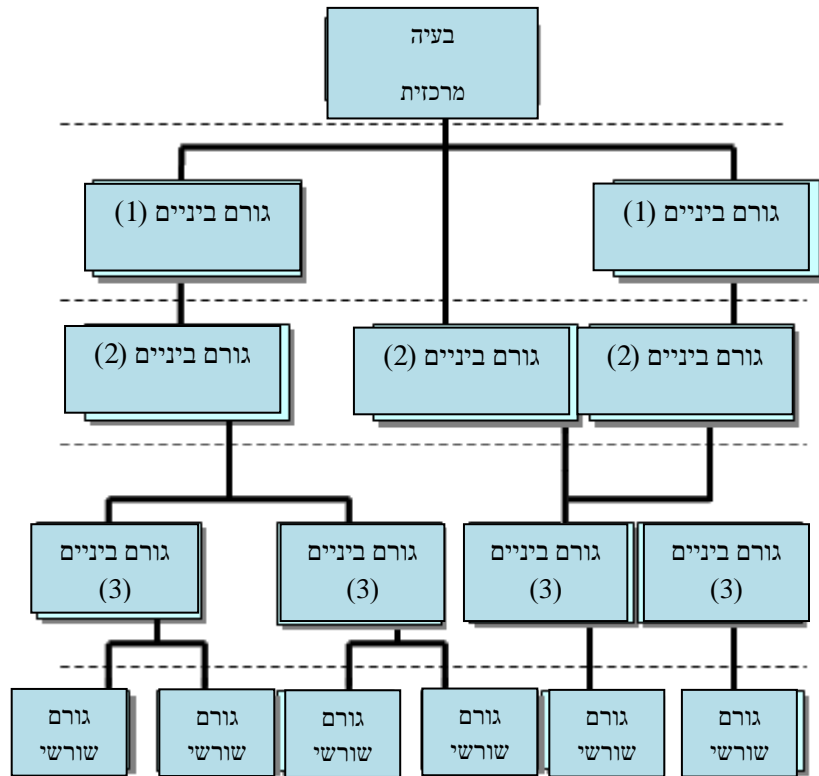 בעיה
מרכזית
גורם ביניים (1)
גורם ביניים (1)
גורם ביניים (2)
גורם ביניים (2)
גורם ביניים (2)
גורם ביניים
(3)
גורם ביניים
(3)
גורם ביניים
(3)
גורם ביניים
(3)
גורם
שורשי
גורם
שורשי
גורם
שורשי
גורם
שורשי
גורם
שורשי
גורם
שורשי